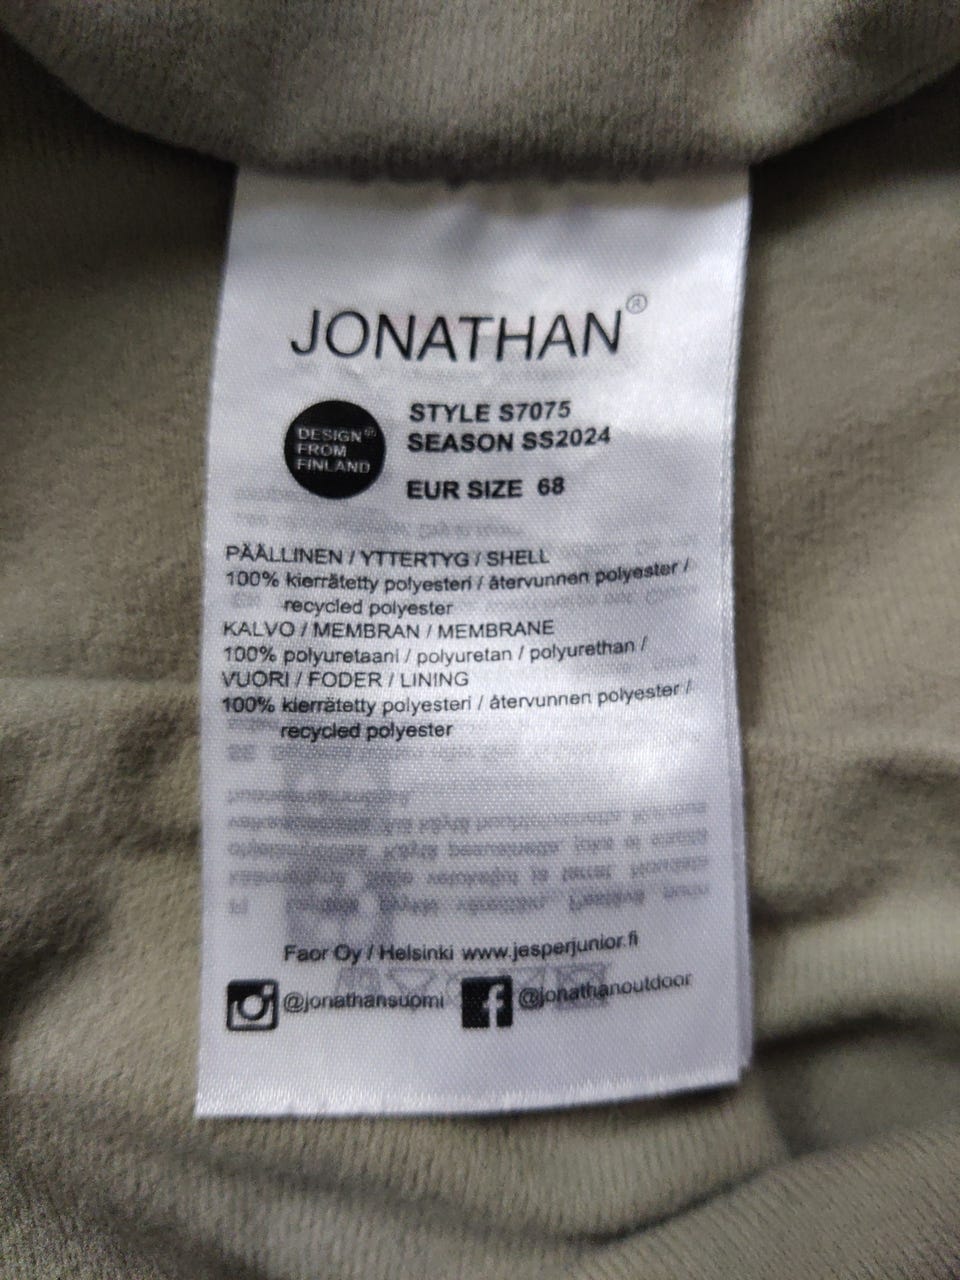 JONATHAN®
DESIGN
FROM
FINLAND
STYLE S7075
SEASON SS2024
EUR SIZE 68
PÄÄLLINEN / YTTERTYG / SHELL
100% kierrätetty polyesteri / återvunnen polyester /
recycled polyester
KALVO / MEMBRAN / MEMBRANE
100% polyuretaani / polyuretan / polyurethan /
VUORI / FODER / LINING
100% kierrätetty polyesteri / återvunnen polyester /
recycled polyester
Faor Oy / Helsinki www.jesperjunior.fi
@jonathansuomi
@jonathanoutdoor